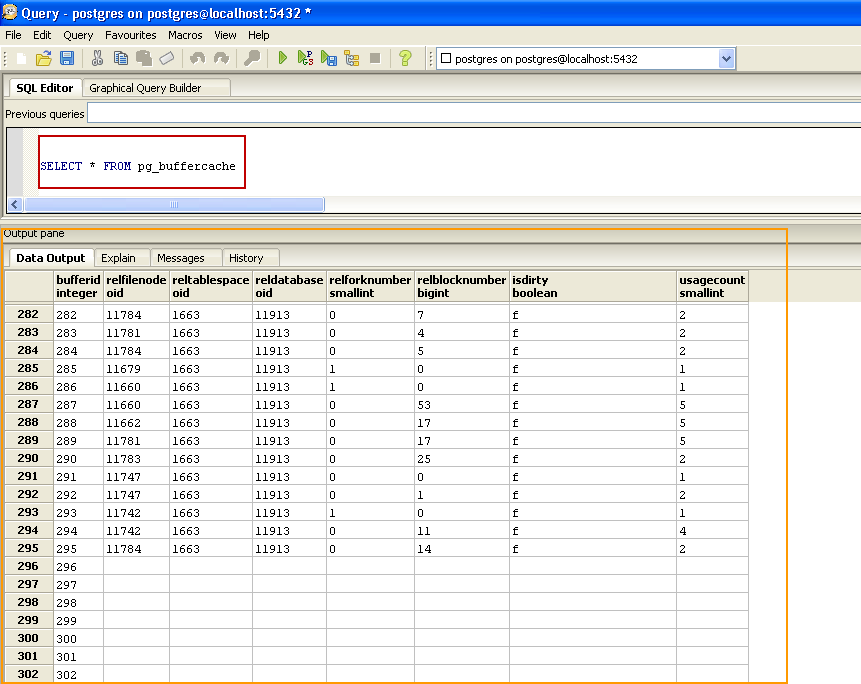 Query - postgres on postgres@localhost:5432 *
File Edit Query Favourites Macros View Help
postgres on postgres@localhost:5432
SQL Editor Graphical Query Builder
Previous queries
SELECT * FROM pg_buffercache
Output pane
Data Output Explain Messages History
bufferid relfilenode reltablespace reldatabase relforknumber relblocknumber isdirty usagecount
integer oid oid oid smallint bigint boolean smallint
282 282 11784 1663 11913 0 7 f 2
283 283 11781 1663 11913 0 4 f 2
284 284 11784 1663 11913 0 5 f 2
285 285 11679 1663 11913 1 0 f 1
286 286 11660 1663 11913 1 0 f 1
287 287 11660 1663 11913 0 53 f 5
288 288 11662 1663 11913 0 17 f 5
289 289 11781 1663 11913 0 17 f 5
290 290 11783 1663 11913 0 25 f 2
291 291 11747 1663 11913 0 0 f 1
292 292 11747 1663 11913 0 1 f 2
293 293 11742 1663 11913 1 0 f 1
294 294 11742 1663 11913 0 11 f 4
295 295 11784 1663 11913 0 14 f 2
296 296
297 297
298 298
299 299
300 300
301 301
302 302